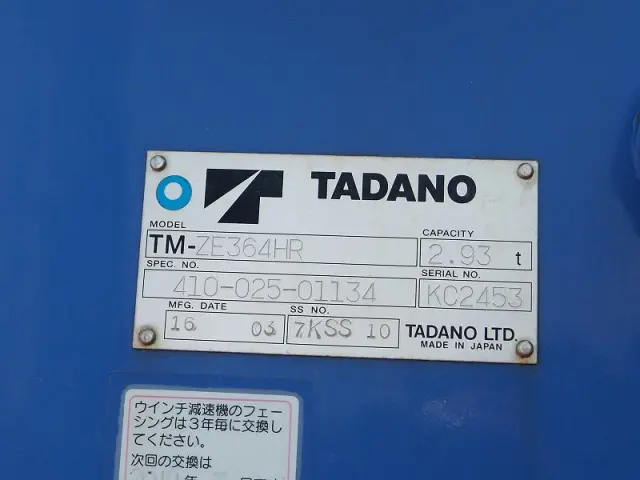 TADANO
MODEL
TM-ZE364HR
CAPACITY
2.93 t
SPEC. NO.
410-025-01134
SERIAL NO.
KC2453
MFG. DATE
16 03
SS NO.
7KSS 10
TADANO LTD.
MADE IN JAPAN
ウインチ減速機のフェー
シングは3年毎に交換し
てください。
次回の交換は
年